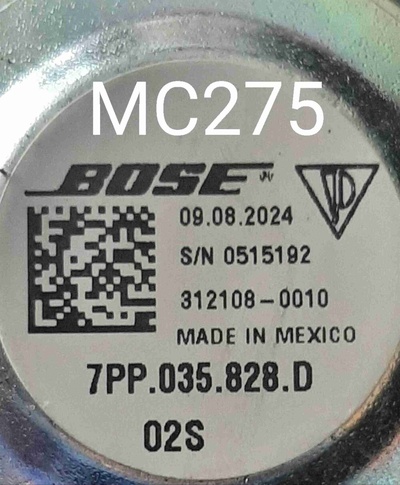 MC275
BOSE
09.08.2024
S/N 0515192
312108-0010
MADE IN MEXICO
7PP.035.828.D
02S